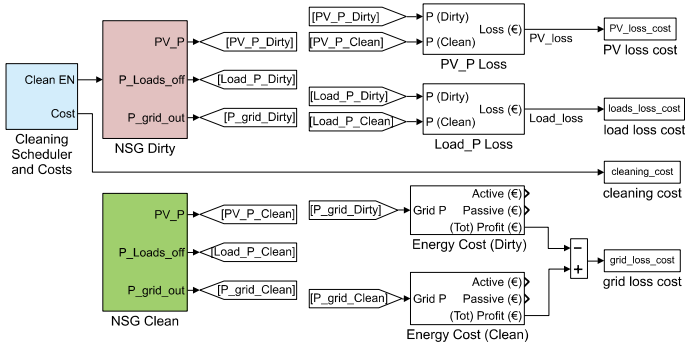 Clean EN
Cost
Cleaning
Scheduler
and Costs
PV_P
P_Loads_off
P_grid_out
NSG Dirty
[PV_P_Dirty]
[Load_P_Dirty]
[P_grid_Dirty]
[PV_P_Dirty]
[PV_P_Clean]
P (Dirty)
P (Clean)
Loss (€)
PV_P Loss
PV_loss
PV_loss_cost
PV loss cost
[Load_P_Dirty]
[Load_P_Clean]
P (Dirty)
P (Clean)
Loss (€)
Load_P Loss
Load_loss
loads_loss_cost
load loss cost
cleaning_cost
cleaning cost
PV_P
P_Loads_off
P_grid_out
NSG Clean
[PV_P_Clean]
[Load_P_Clean]
[P_grid_Clean]
[P_grid_Dirty]
Grid P
Active (€)
Passive (€)
(Tot) Profit (€)
Energy Cost (Dirty)
[P_grid_Clean]
Grid P
Active (€)
Passive (€)
(Tot) Profit (€)
Energy Cost (Clean)
−
+
grid_loss_cost
grid loss cost